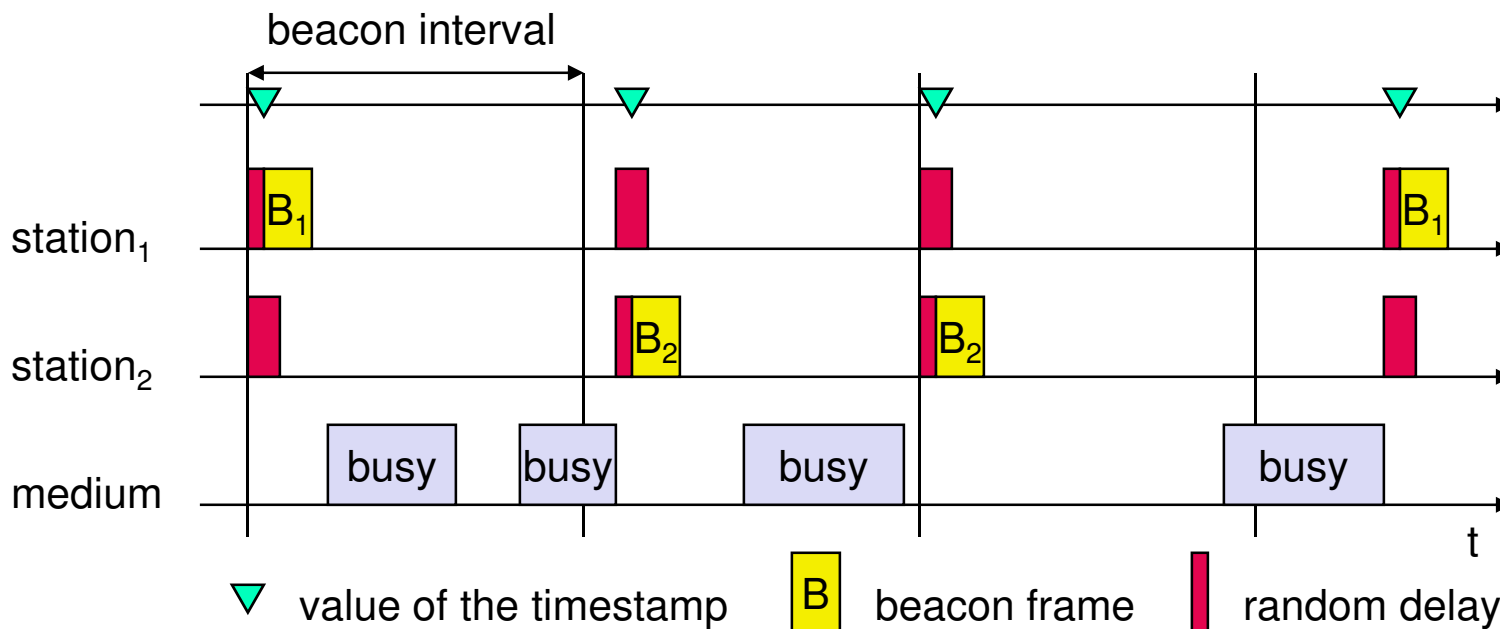 beacon interval
B₁ B₁
station₁
B₂ B₂
station₂
busy busy busy busy
medium
t
value of the timestamp B beacon frame random delay